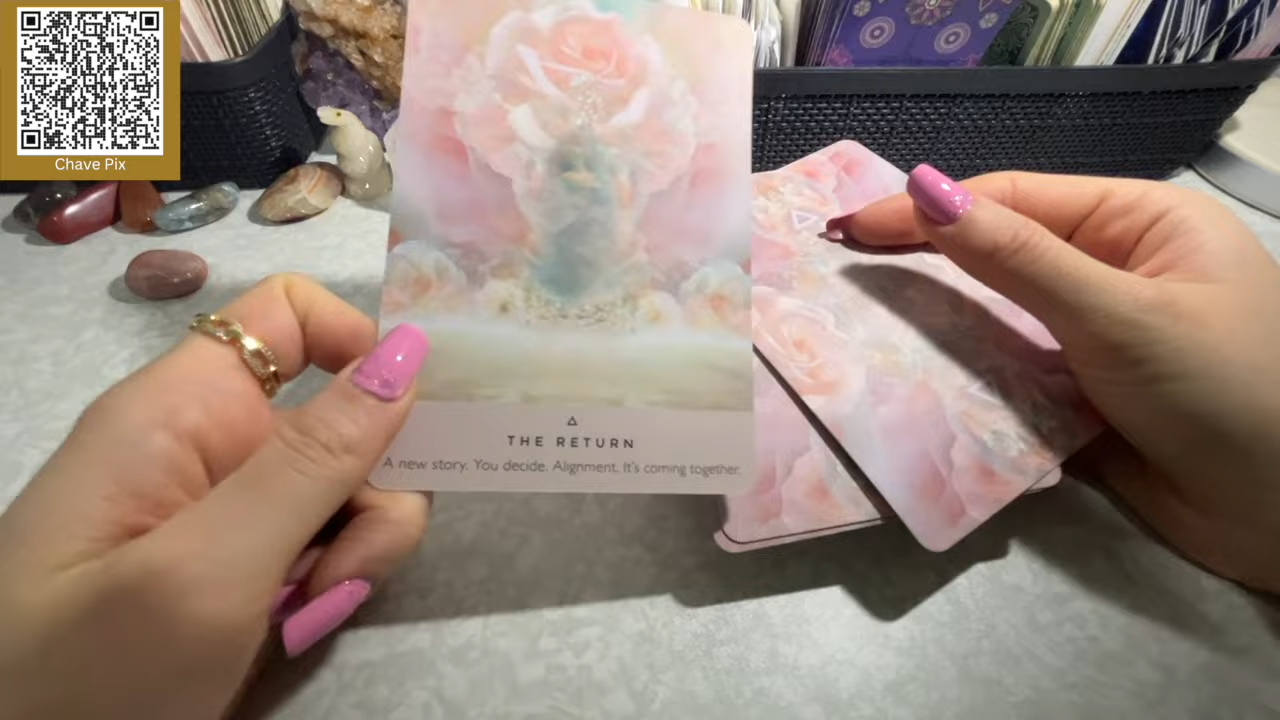 Chave Pix
THE RETURN
A new story. You decide. Alignment. It's coming together.